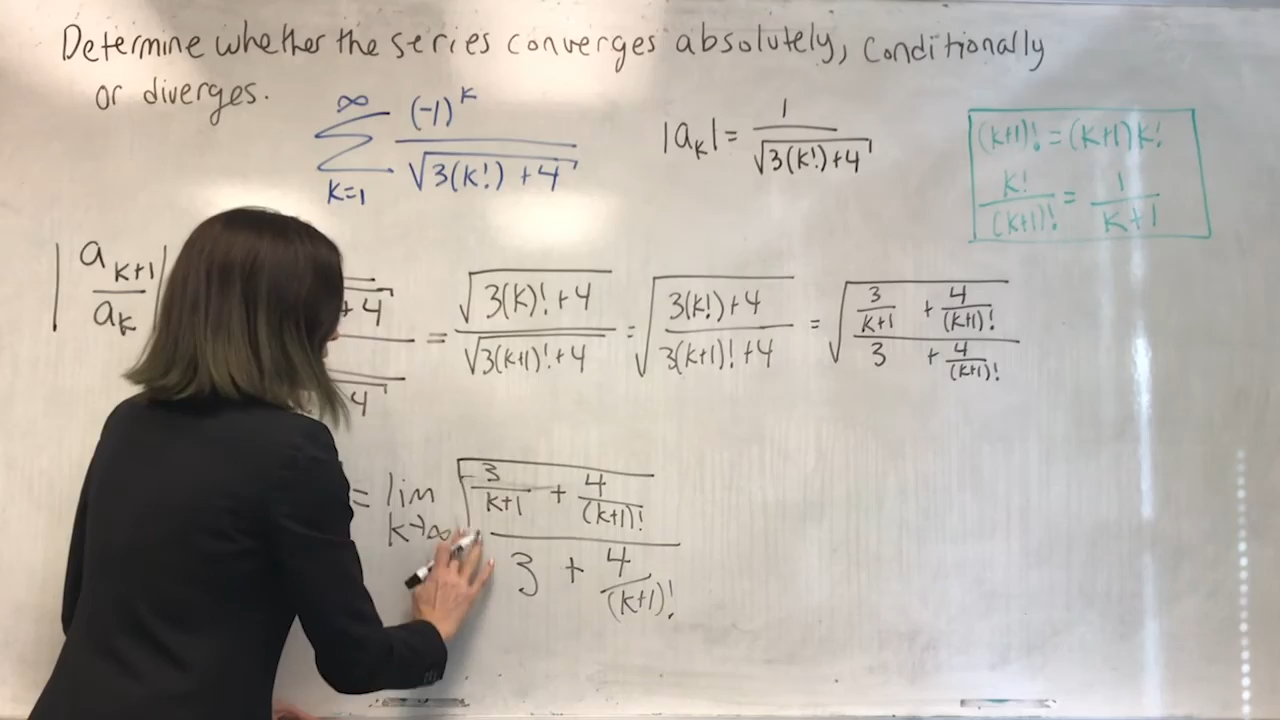 Determine whether the series converges absolutely, conditionally
or diverges.
∞
∑ (-1)^k / √(3(k!)+4)
k=1
|a_k| = 1 / √(3(k!)+4)
(k+1)! = (k+1)k!
k! / (k+1)! = 1 / (k+1)
|a_{k+1} / a_k|
+4
4
= √(3(k)!+4) / √(3(k+1)!+4) = √((3(k!)+4) / (3(k+1)!+4)) = √((3/(k+1) + 4/(k+1)!) / (3 + 4/(k+1)!))
= lim k→∞ √((3/(k+1) + 4/(k+1)!) / (3 + 4/(k+1)!))